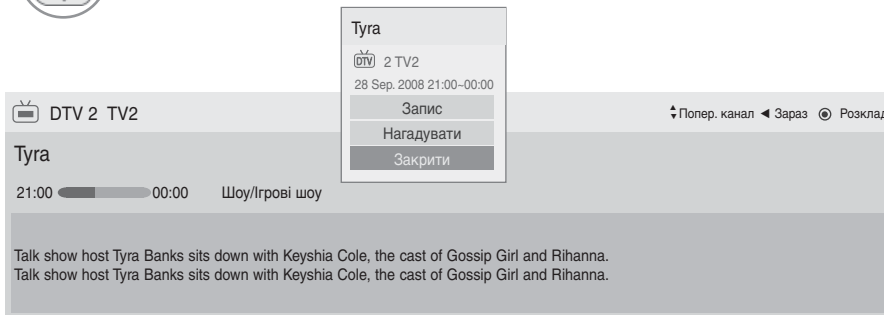 Tyra
DTV 2 TV2
28 Sep. 2008 21:00~00:00
Запис
Нагадувати
Закрити
DTV 2 TV2
Попер. канал ◀ Зараз ◉ Розклад
Tyra
21:00 00:00 Шоу/Ігрові шоу
Talk show host Tyra Banks sits down with Keyshia Cole, the cast of Gossip Girl and Rihanna.
Talk show host Tyra Banks sits down with Keyshia Cole, the cast of Gossip Girl and Rihanna.